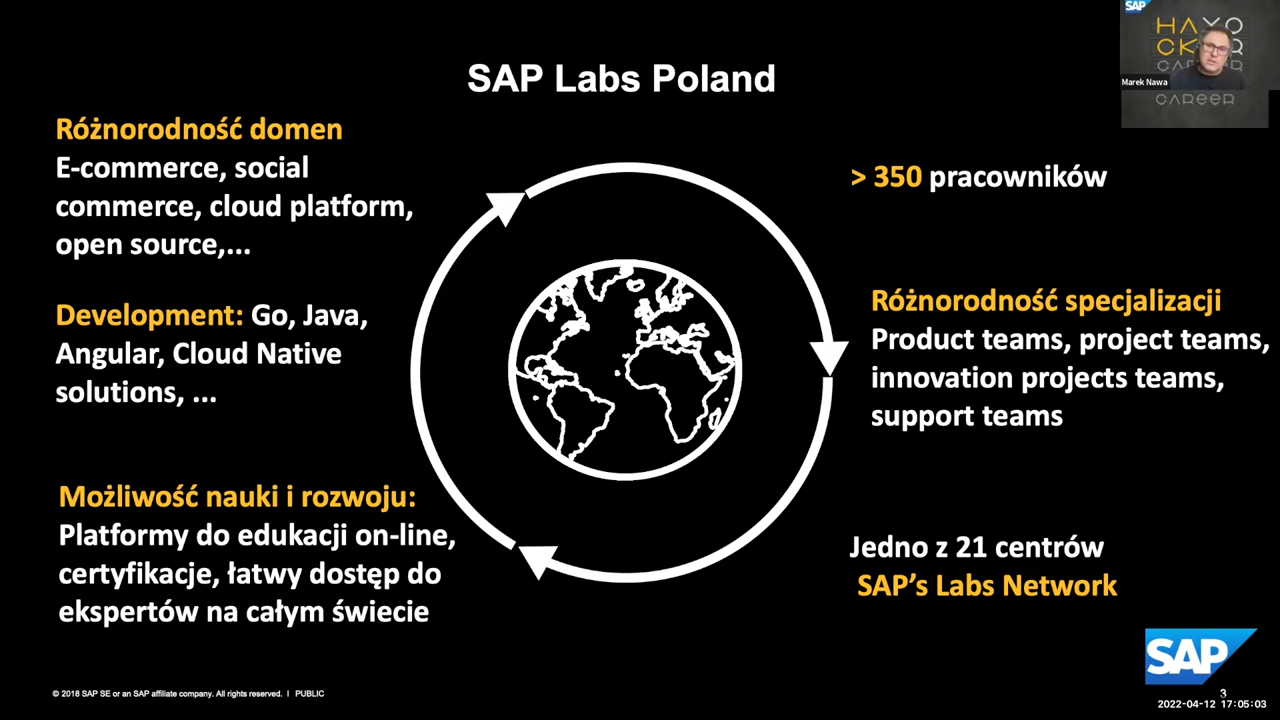 SAP Labs Poland
Różnorodność domen
E-commerce, social
commerce, cloud platform,
open source,...
Development: Go, Java,
Angular, Cloud Native
solutions, ...
Możliwość nauki i rozwoju:
Platformy do edukacji on-line,
certyfikacje, łatwy dostęp do
ekspertów na całym świecie
> 350 pracowników
Różnorodność specjalizacji
Product teams, project teams,
innovation projects teams,
support teams
Jedno z 21 centrów
SAP’s Labs Network
SAP
Marek Nawa
CAREER
SAP
© 2018 SAP SE or an SAP affiliate company. All rights reserved. I PUBLIC
3
2022-04-12 17:05:03